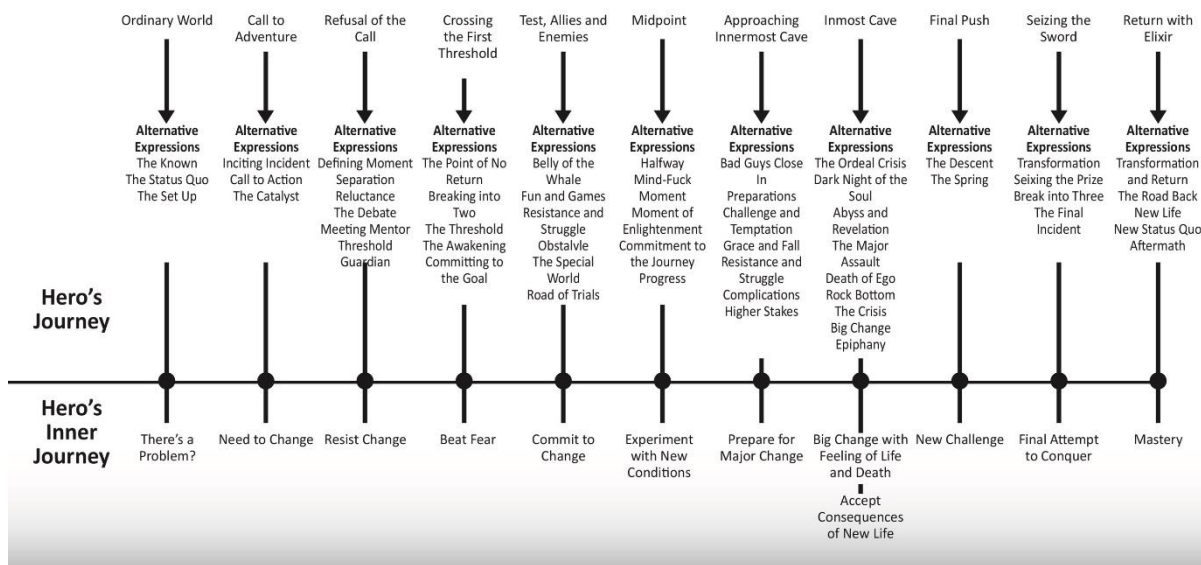 Ordinary World
Call to
Adventure
Refusal of the
Call
Crossing
the First
Threshold
Test, Allies and
Enemies
Midpoint
Approaching
Innermost Cave
Inmost Cave
Final Push
Seizing the
Sword
Return with
Elixir
Alternative
Expressions
The Known
The Status Quo
The Set Up
Alternative
Expressions
Inciting Incident
Call to Action
The Catalyst
Alternative
Expressions
Defining Moment
Separation
Reluctance
The Debate
Meeting Mentor
Threshold
Guardian
Alternative
Expressions
The Point of No
Return
Breaking into
Two
The Threshold
The Awakening
Committing to
the Goal
Alternative
Expressions
Belly of the
Whale
Fun and Games
Resistance and
Struggle
Obstalvle
The Special
World
Road of Trials
Alternative
Expressions
Halfway
Mind-Fuck
Moment
Moment of
Enlightenment
Commitment to
the Journey
Progress
Alternative
Expressions
Bad Guys Close
In
Preparations
Challenge and
Temptation
Grace and Fall
Resistance and
Struggle
Complications
Higher Stakes
Alternative
Expressions
The Ordeal Crisis
Dark Night of the
Soul
Abyss and
Revelation
The Major
Assault
Death of Ego
Rock Bottom
The Crisis
Big Change
Epiphany
Alternative
Expressions
The Descent
The Spring
Alternative
Expressions
Transformation
Seixing the Prize
Break into Three
The Final
Incident
Alternative
Expressions
Transformation
and Return
The Road Back
New Life
New Status Quo
Aftermath
Hero's
Journey
Hero's
Inner
Journey
There's a
Problem?
Need to Change
Resist Change
Beat Fear
Commit to
Change
Experiment
with New
Conditions
Prepare for
Major Change
Big Change with
Feeling of Life
and Death
Accept
Consequences
of New Life
New Challenge
Final Attempt
to Conquer
Mastery